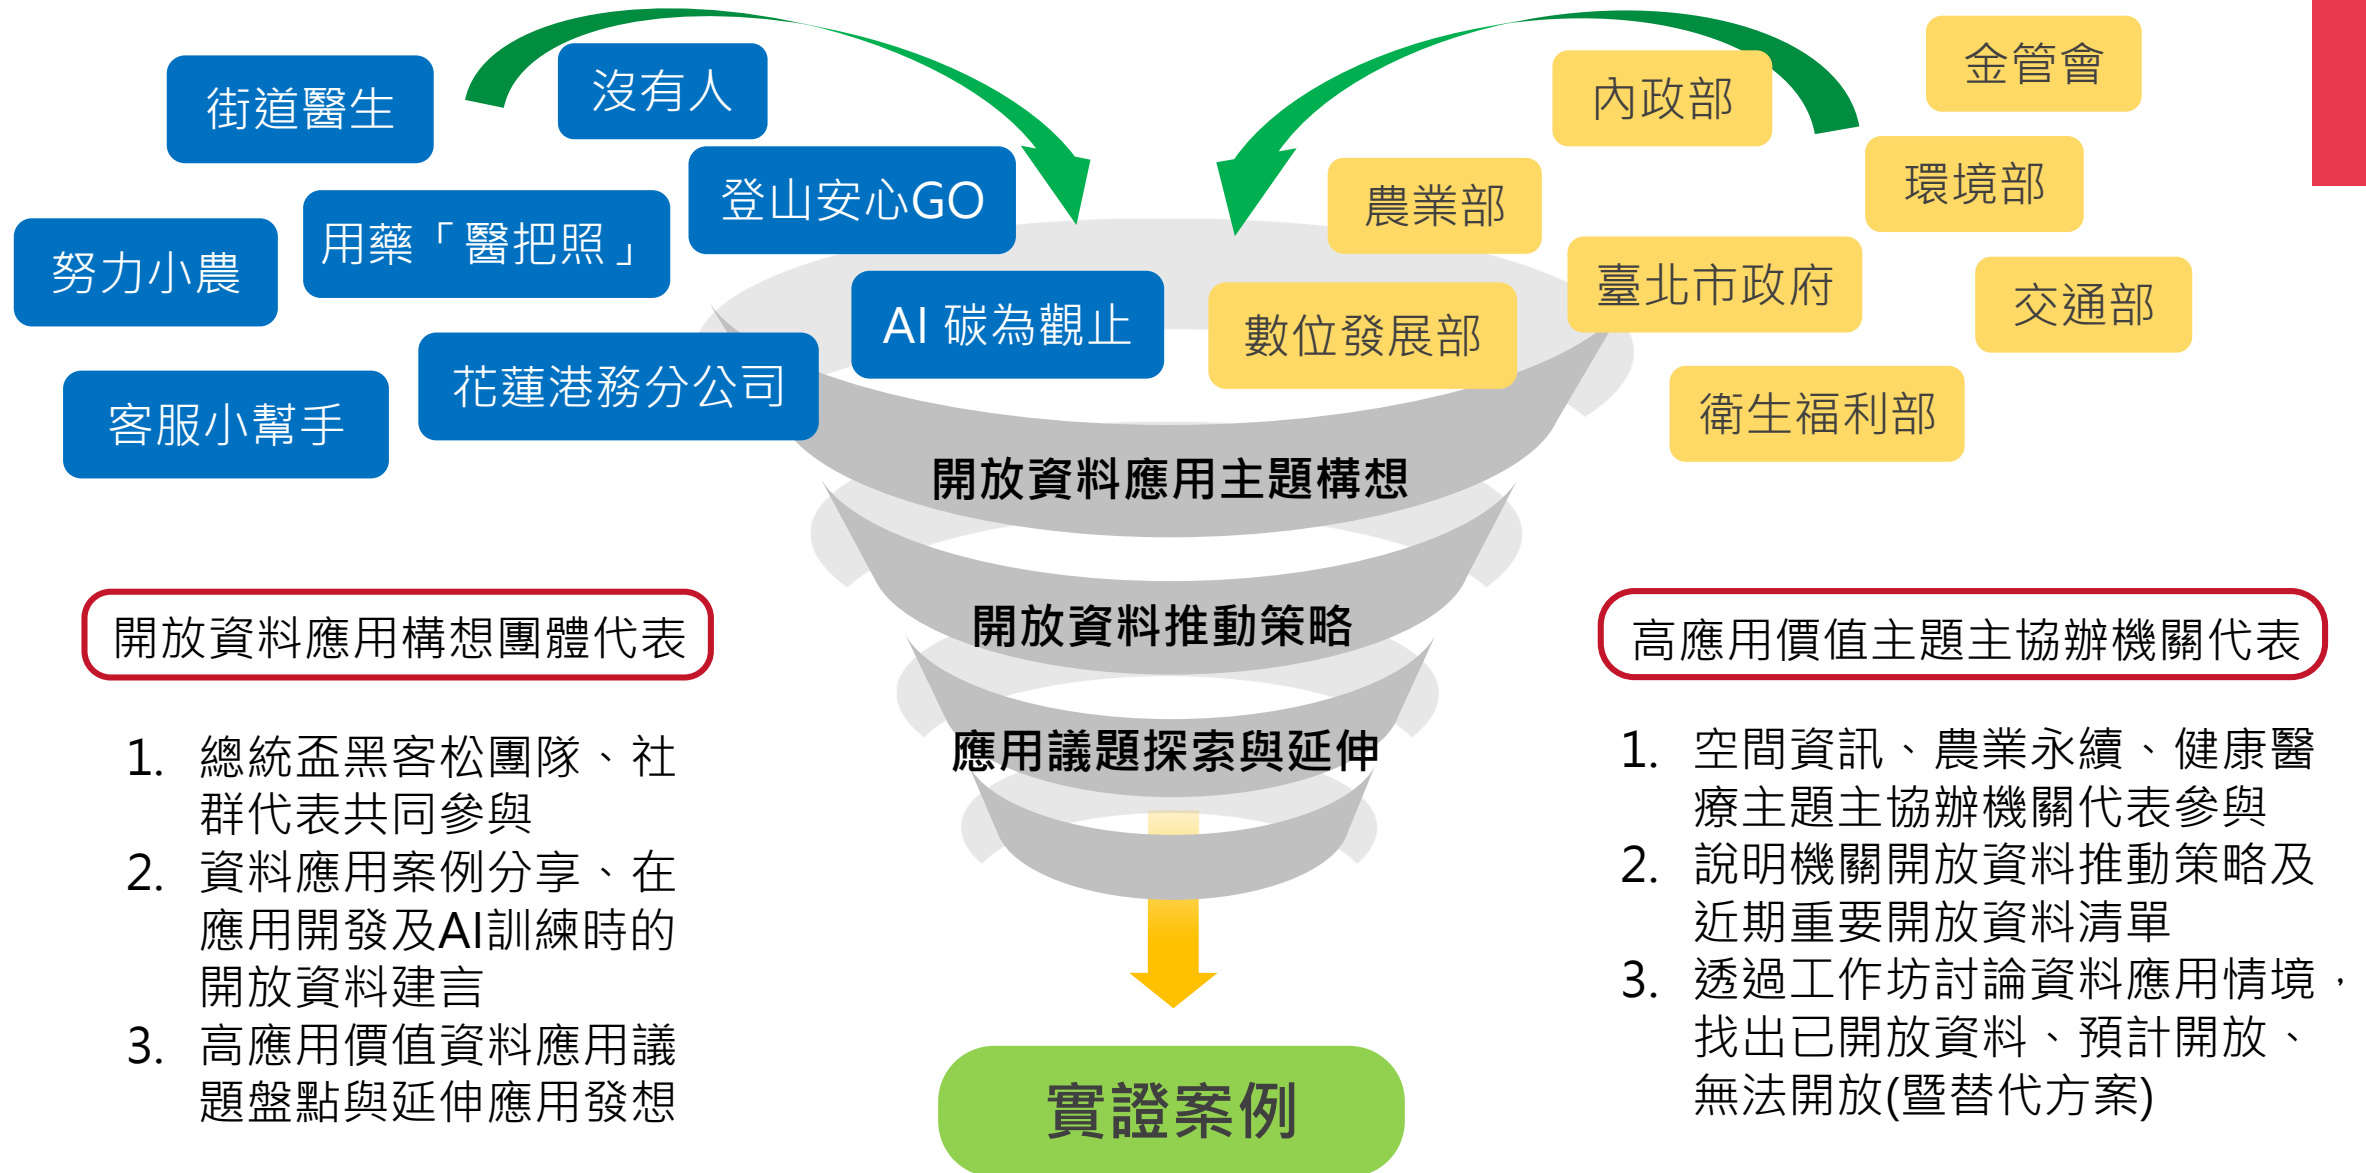 街道醫生
沒有人
登山安心GO
努力小農
用藥「醫把照」
AI 碳為觀止
客服小幫手
花蓮港務分公司
金管會
內政部
環境部
農業部
臺北市政府
交通部
數位發展部
衛生福利部
開放資料應用主題構想
開放資料推動策略
應用議題探索與延伸
實證案例
開放資料應用構想團體代表
1. 總統盃黑客松團隊、社
群代表共同參與
2. 資料應用案例分享、在
應用開發及AI訓練時的
開放資料建言
3. 高應用價值資料應用議
題盤點與延伸應用發想
高應用價值主題主協辦機關代表
1. 空間資訊、農業永續、健康醫
療主題主協辦機關代表參與
2. 說明機關開放資料推動策略及
近期重要開放資料清單
3. 透過工作坊討論資料應用情境，
找出已開放資料、預計開放、
無法開放(暨替代方案)